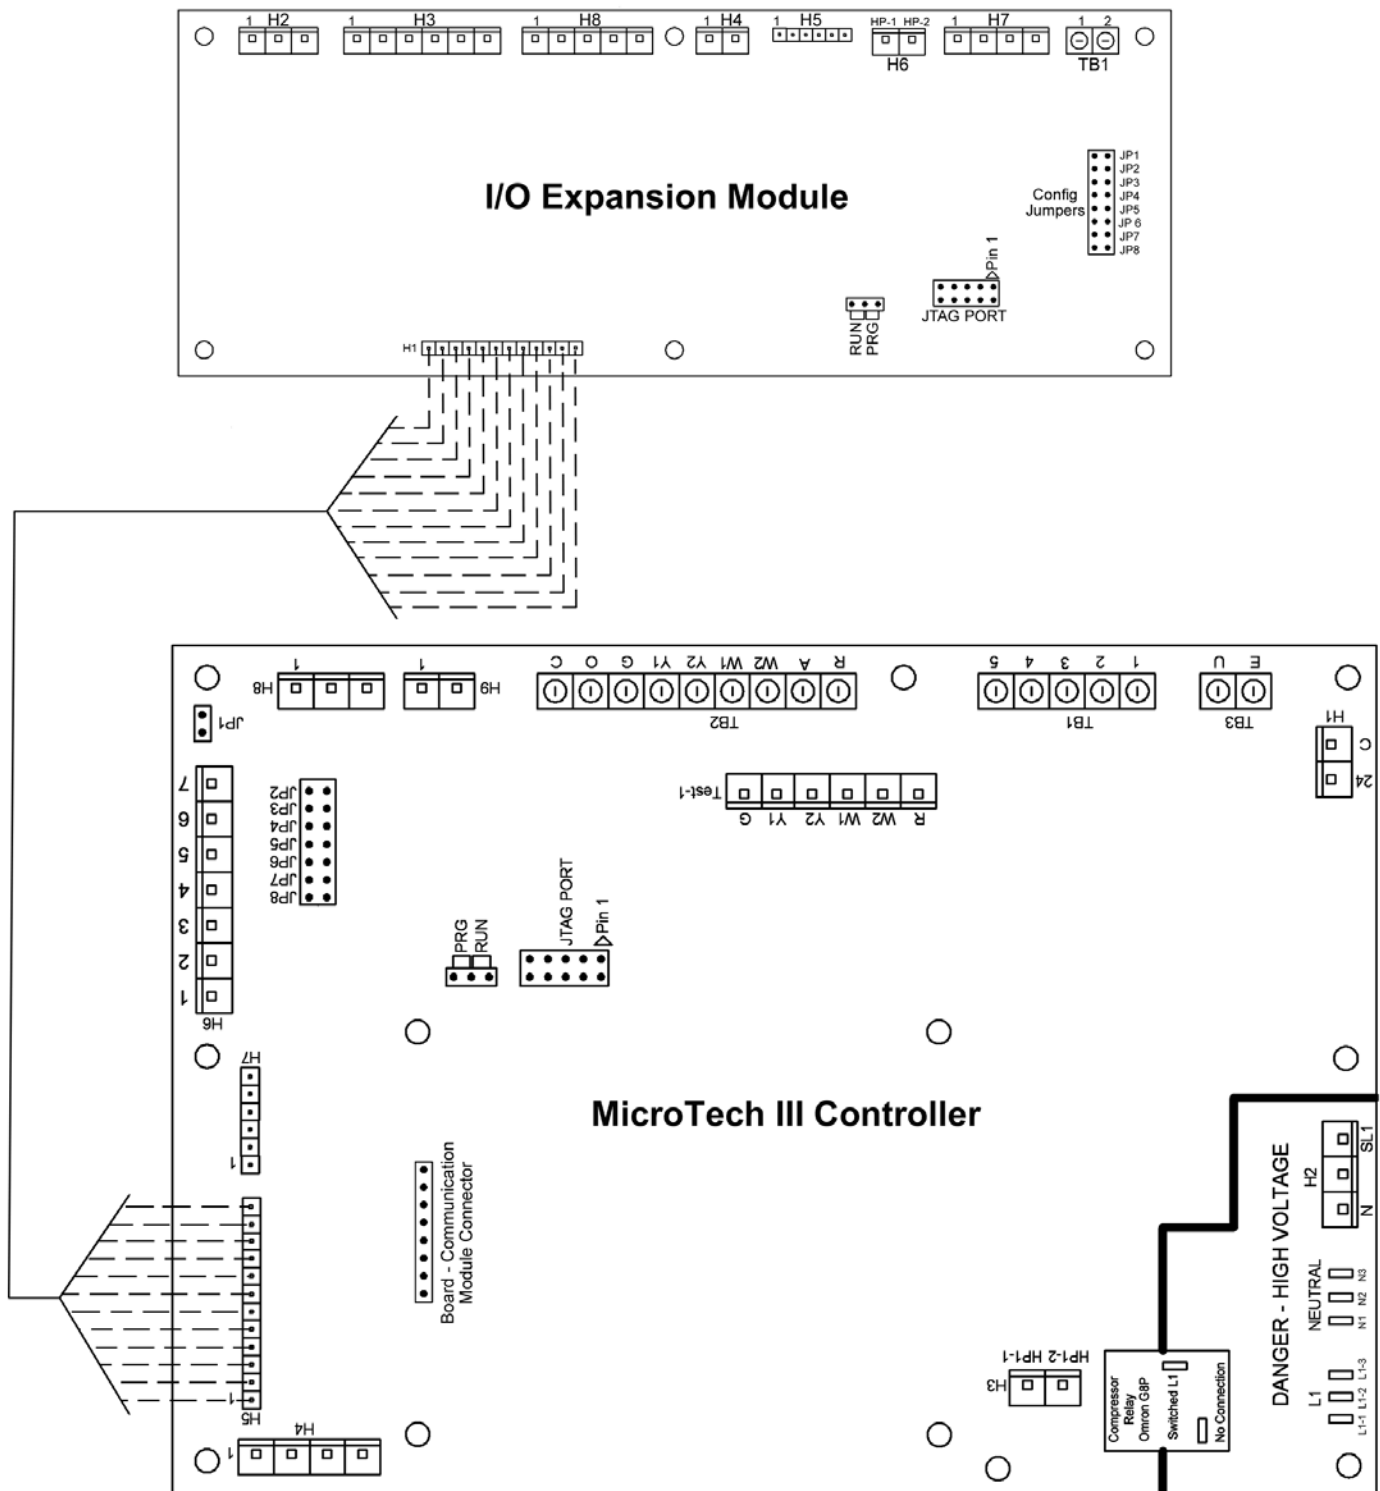 1 H2
1 H3
1 H8
1 H4
1 H5
HP-1 HP-2
H6
1 H7
1 2
TB1
I/O Expansion Module
Config
Jumpers
JP1
JP2
JP3
JP4
JP5
JP 6
JP7
JP8
Pin 1
JTAG PORT
RUN
PRG
H1
H8
1
1
H9
C O G Y1 Y2 W1 W2 A R
TB2
5 4 3 2 1
TB1
U E
TB3
H1
C
24
JP1
7
6
5
4
3
2
1
H6
JP2
JP3
JP4
JP5
JP6
JP7
JP8
Test-1
G Y1 Y2 W1 W2 R
PRG
RUN
JTAG PORT
Pin 1
H7
1
MicroTech III Controller
Board - Communication
Module Connector
1
H5
1
H4
H3
HP1-1 HP1-2
Compressor
Relay
Omron G8P
Switched L1
No Connection
DANGER - HIGH VOLTAGE
H2
SL1
N
NEUTRAL
N3
N2
N1
L1
L1-3
L1-2
L1-1